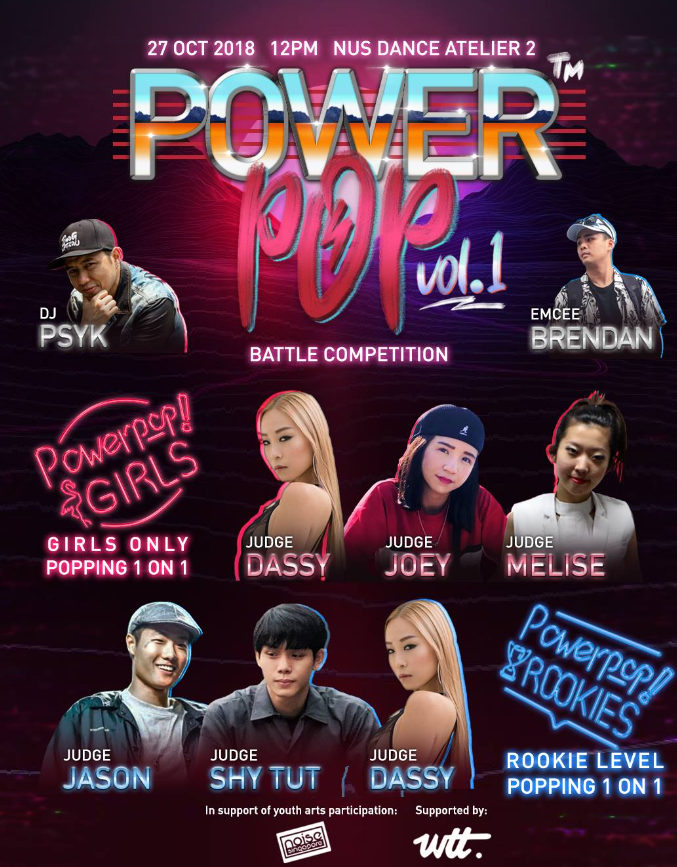 27 OCT 2018 12PM NUS DANCE ATELIER 2
POWER™
POP
vol.1
DJ
PSYK
EMCEE
BRENDAN
BATTLE COMPETITION
Powerpop!
GIRLS
GIRLS ONLY
POPPING 1 ON 1
JUDGE
DASSY
JUDGE
JOEY
JUDGE
MELISE
JUDGE
JASON
JUDGE
SHY TUT
JUDGE
DASSY
Powerpop!
ROOKIES
ROOKIE LEVEL
POPPING 1 ON 1
In support of youth arts participation:
noise
singapore
Supported by:
wtt.